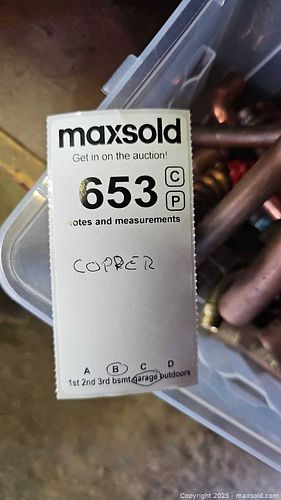 maxsold
Get in on the auction!
653 C
P
otes and measurements
COPPER
A B C D
1st 2nd 3rd bsmt garage outdoors
Copyright 2025 - maxsold.com